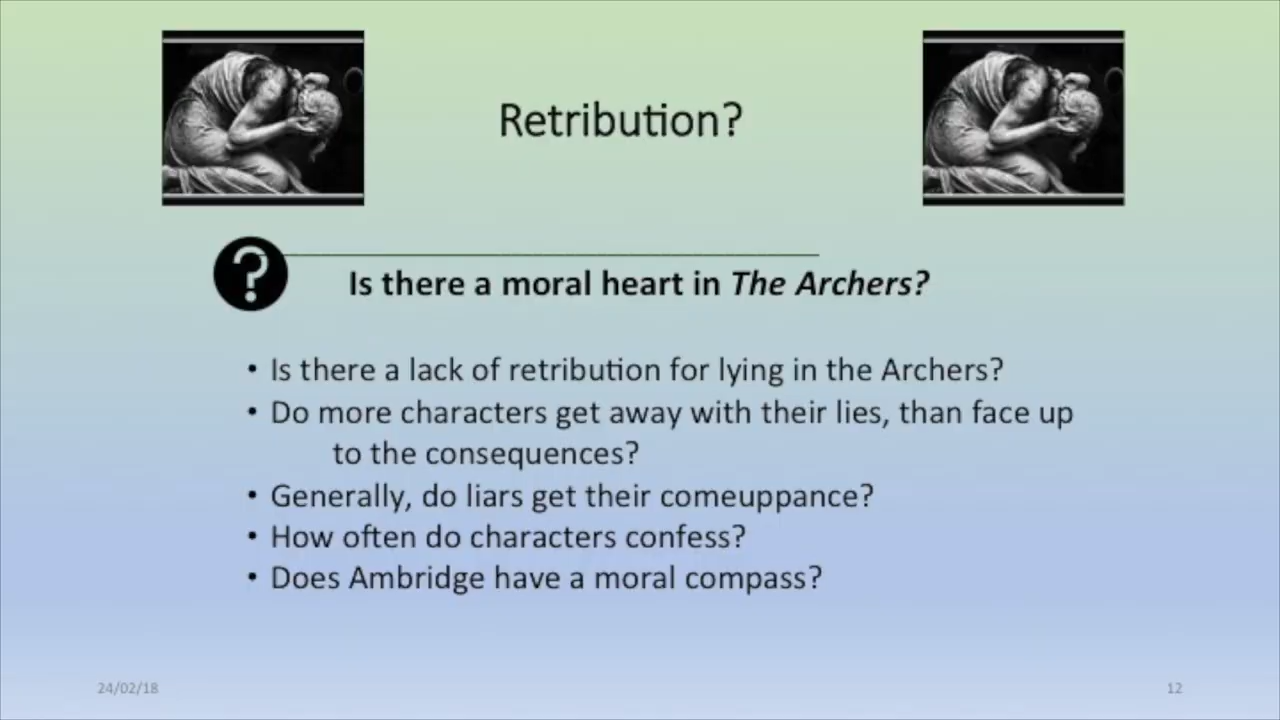 Retribution?
?
Is there a moral heart in The Archers?
• Is there a lack of retribution for lying in the Archers?
• Do more characters get away with their lies, than face up
to the consequences?
• Generally, do liars get their comeuppance?
• How often do characters confess?
• Does Ambridge have a moral compass?
24/02/18
12